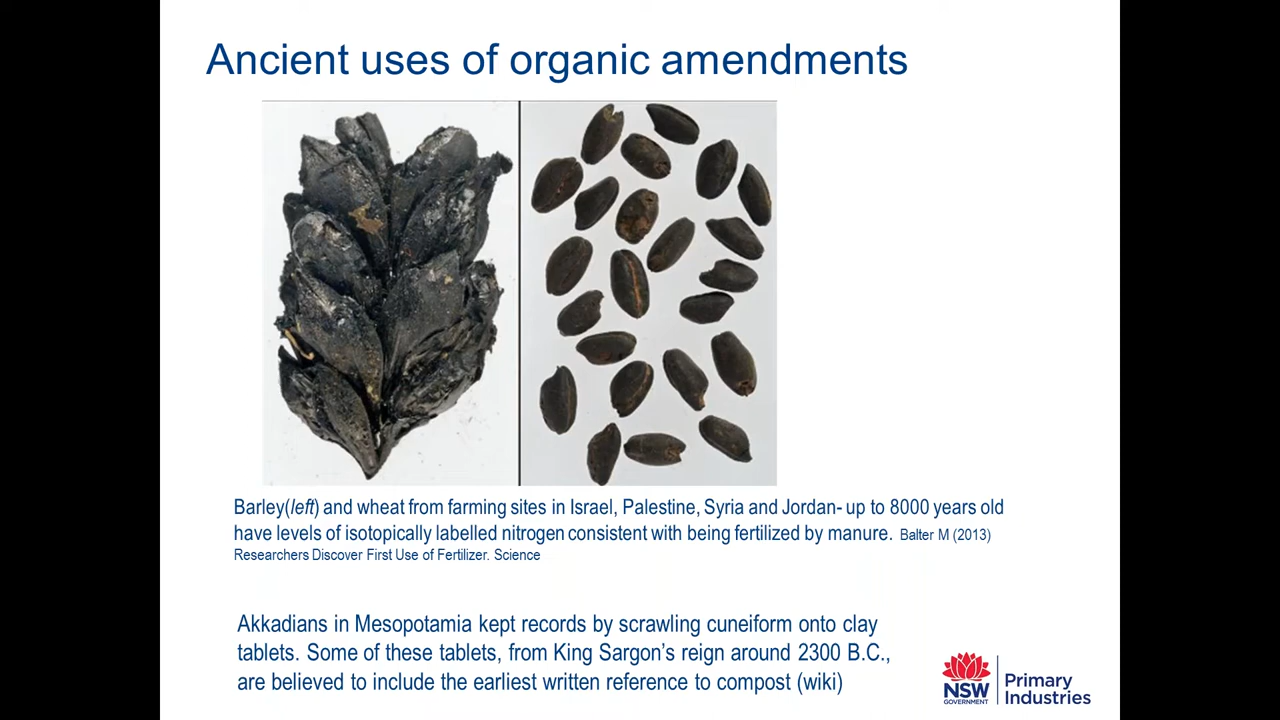 Ancient uses of organic amendments
Barley(left) and wheat from farming sites in Israel, Palestine, Syria and Jordan- up to 8000 years old
have levels of isotopically labelled nitrogen consistent with being fertilized by manure. Balter M (2013)
Researchers Discover First Use of Fertilizer. Science
Akkadians in Mesopotamia kept records by scrawling cuneiform onto clay
tablets. Some of these tablets, from King Sargon’s reign around 2300 B.C.,
are believed to include the earliest written reference to compost (wiki)
NSW
GOVERNMENT
Primary
Industries